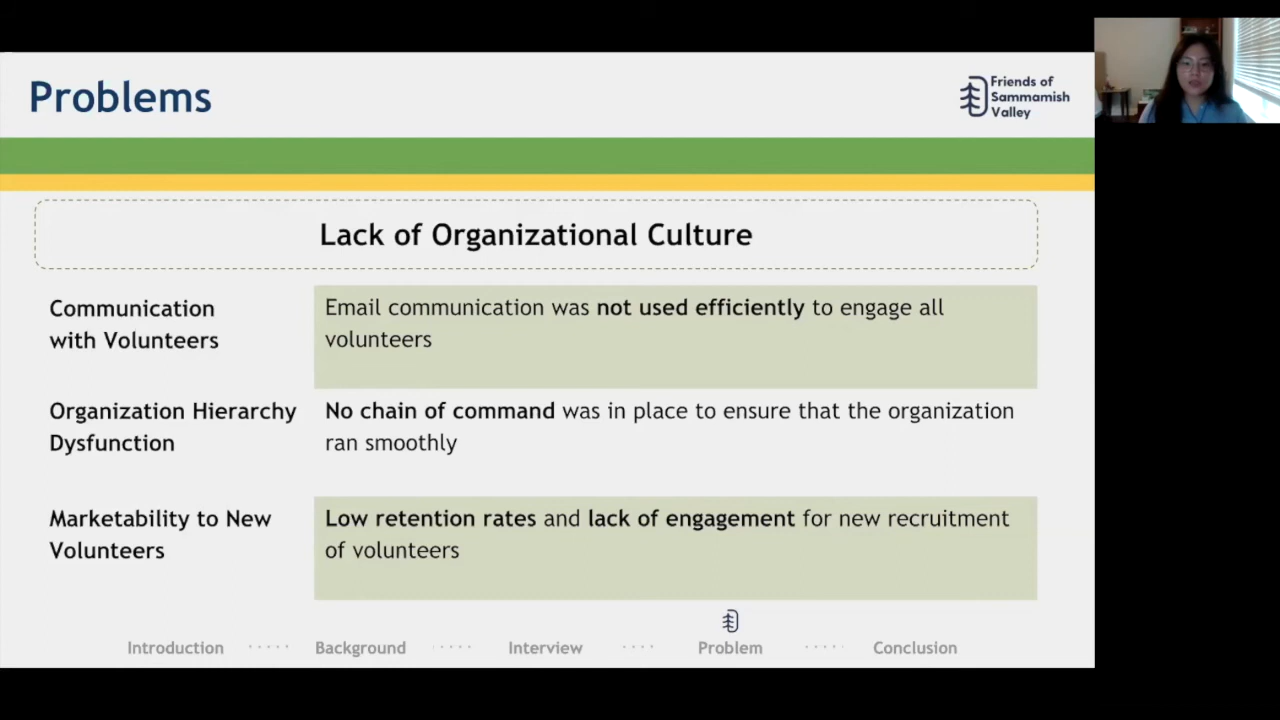 Problems
Friends of
Sammamish
Valley
Lack of Organizational Culture
Communication
with Volunteers
Email communication was not used efficiently to engage all
volunteers
Organization Hierarchy
Dysfunction
No chain of command was in place to ensure that the organization
ran smoothly
Marketability to New
Volunteers
Low retention rates and lack of engagement for new recruitment
of volunteers
Introduction ····· Background ····· Interview ···· Problem ····· Conclusion